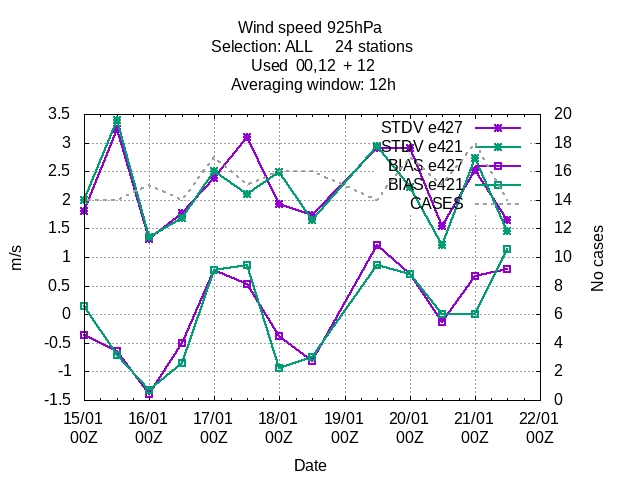 Wind speed 925hPa
Selection: ALL 24 stations
Used 00,12 + 12
Averaging window: 12h
3.5
3
2.5
2
1.5
1
0.5
0
-0.5
-1
-1.5
m/s
STDV e427
STDV e421
BIAS e427
BIAS e421
CASES
20
18
16
14
12
10
8
6
4
2
0
No cases
15/01 16/01 17/01 18/01 19/01 20/01 21/01 22/01
00Z 00Z 00Z 00Z 00Z 00Z 00Z 00Z
Date